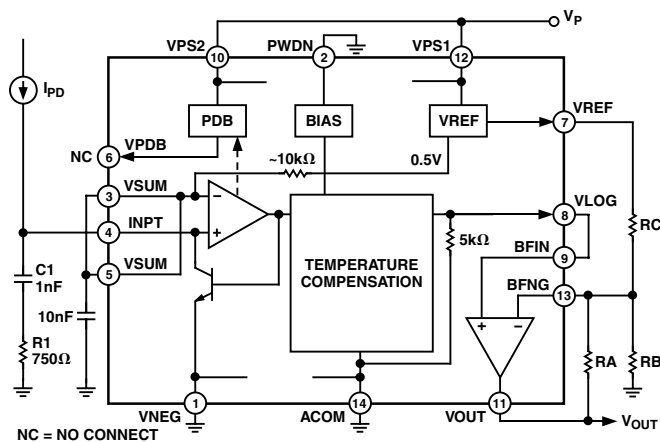 V_P
VPS2
PWDN
VPS1
10
2
12
I_PD
PDB
BIAS
VREF
VREF
7
VPDB
NC
6
~10kΩ
0.5V
VSUM
3
VLOG
8
INPT
4
5kΩ
RC
TEMPERATURE
COMPENSATION
BFIN
9
5
VSUM
C1
1nF
BFNG
13
10nF
R1
750Ω
RA
RB
1
14
11
VNEG
ACOM
VOUT
V_OUT
NC = NO CONNECT
−
+
+
−